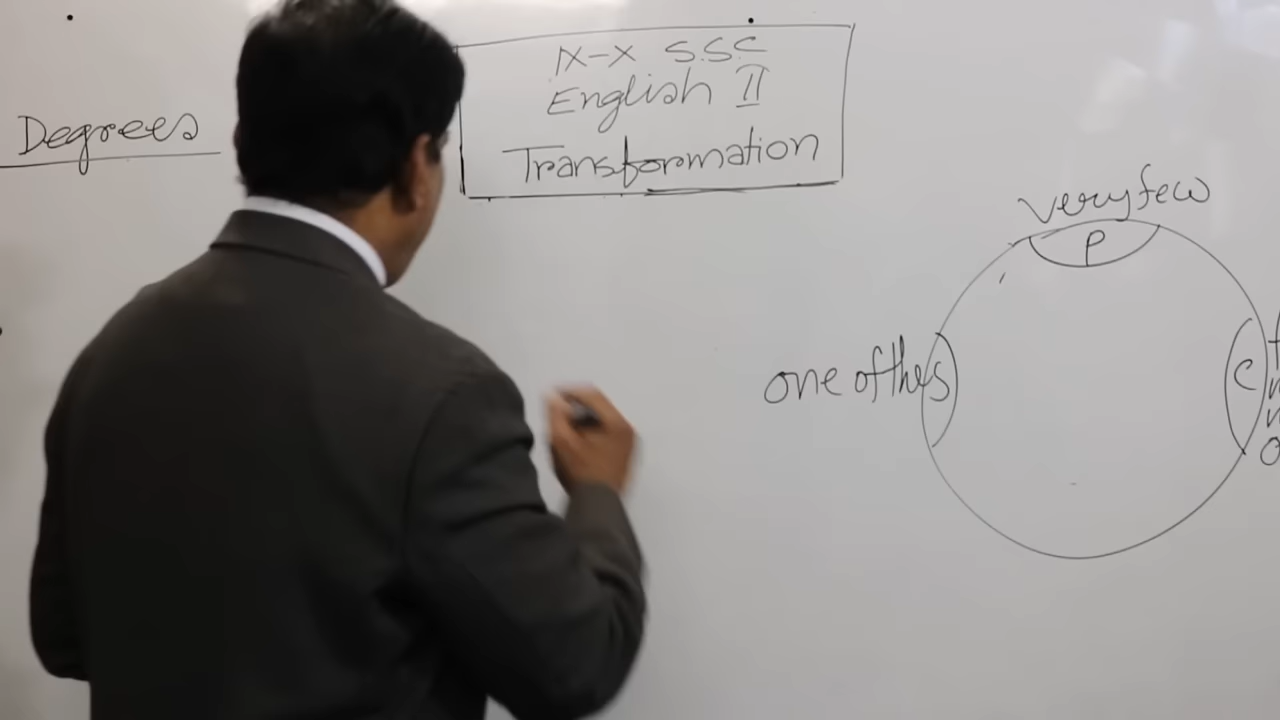 Degrees
IX-X S.S.C
English II
Transformation
very few
P
one of the S
C